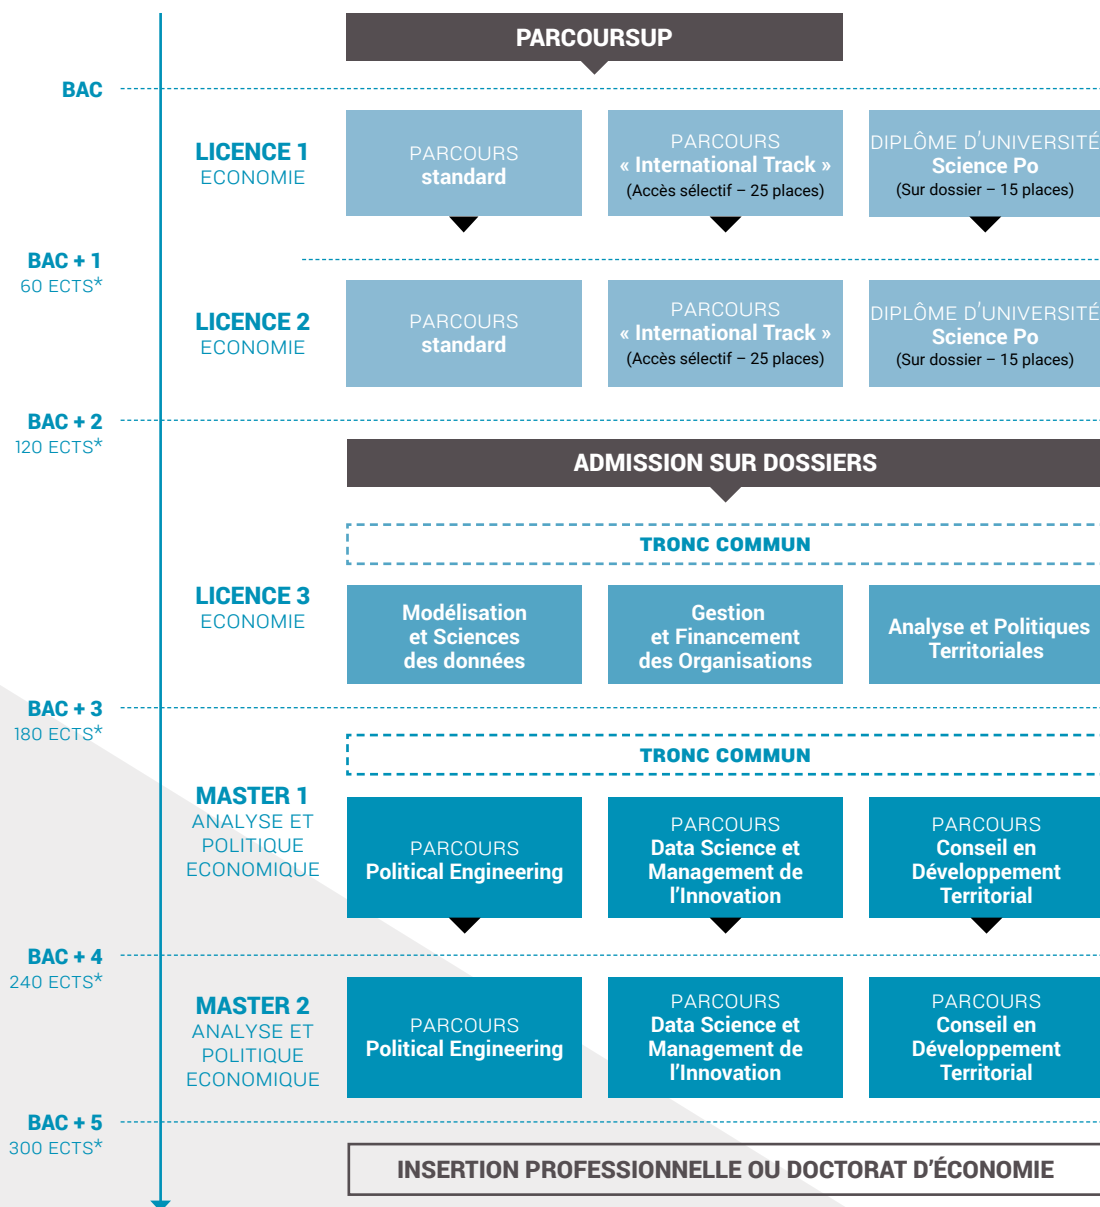 PARCOURSUP
BAC
LICENCE 1
ECONOMIE
PARCOURS
standard
PARCOURS
« International Track »
(Accès sélectif – 25 places)
DIPLÔME D'UNIVERSITÉ
Science Po
(Sur dossier – 15 places)
BAC + 1
60 ECTS*
LICENCE 2
ECONOMIE
PARCOURS
standard
PARCOURS
« International Track »
(Accès sélectif – 25 places)
DIPLÔME D'UNIVERSITÉ
Science Po
(Sur dossier – 15 places)
BAC + 2
120 ECTS*
ADMISSION SUR DOSSIERS
TRONC COMMUN
LICENCE 3
ECONOMIE
Modélisation
et Sciences
des données
Gestion
et Financement
des Organisations
Analyse et Politiques
Territoriales
BAC + 3
180 ECTS*
TRONC COMMUN
MASTER 1
ANALYSE ET
POLITIQUE
ECONOMIQUE
PARCOURS
Political Engineering
PARCOURS
Data Science et
Management de
l'Innovation
PARCOURS
Conseil en
Développement
Territorial
BAC + 4
240 ECTS*
MASTER 2
ANALYSE ET
POLITIQUE
ECONOMIQUE
PARCOURS
Political Engineering
PARCOURS
Data Science et
Management de
l'Innovation
PARCOURS
Conseil en
Développement
Territorial
BAC + 5
300 ECTS*
INSERTION PROFESSIONNELLE OU DOCTORAT D'ÉCONOMIE